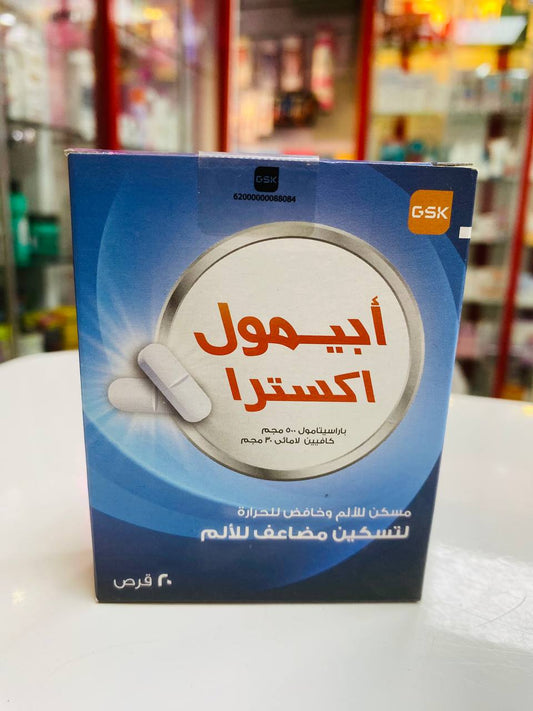 GSK
62000000088084
GSK
أبيمول
اكسترا
باراسيتامول ٥٠٠ مجم
كافيين لامائى ٣٠ مجم
مسكن للألم وخافض للحرارة
لتسكين مضاعف للألم
٢٠ قرص